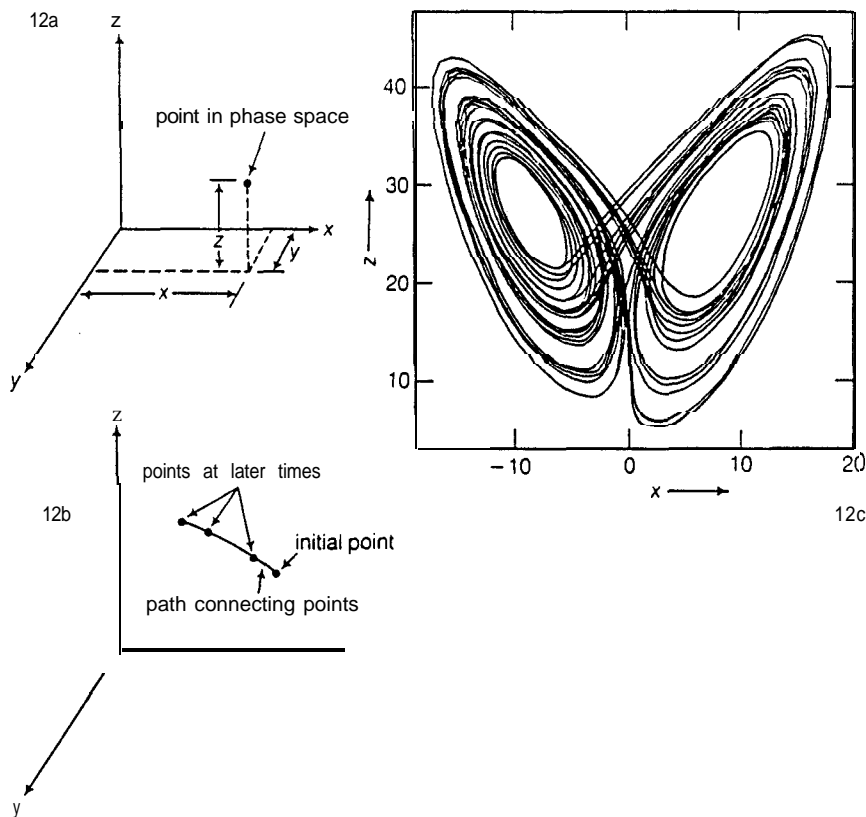 12a
z
point in phase space
z
x
y
x
y
40
30
z
20
10
-10
0
10
20
x
12c
z
points at later times
12b
initial point
path connecting points
y